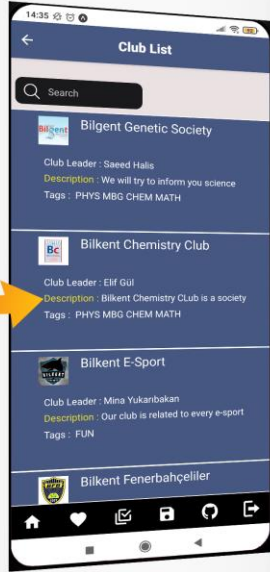 14:35
Club List
Search
Bilgent
Bilgent Genetic Society
Club Leader : Saeed Halis
Description : We will try to inform you science
Tags : PHYS MBG CHEM MATH
Bc
Bilkent Chemistry Club
Club Leader : Elif Gül
Description : Bilkent Chemistry CLub is a society
Tags : PHYS MBG CHEM MATH
BILKENT
Bilkent E-Sport
Club Leader : Mina Yukarıbakan
Description : Our club is related to every e-sport
Tags : FUN
Bilkent Fenerbahçeliler